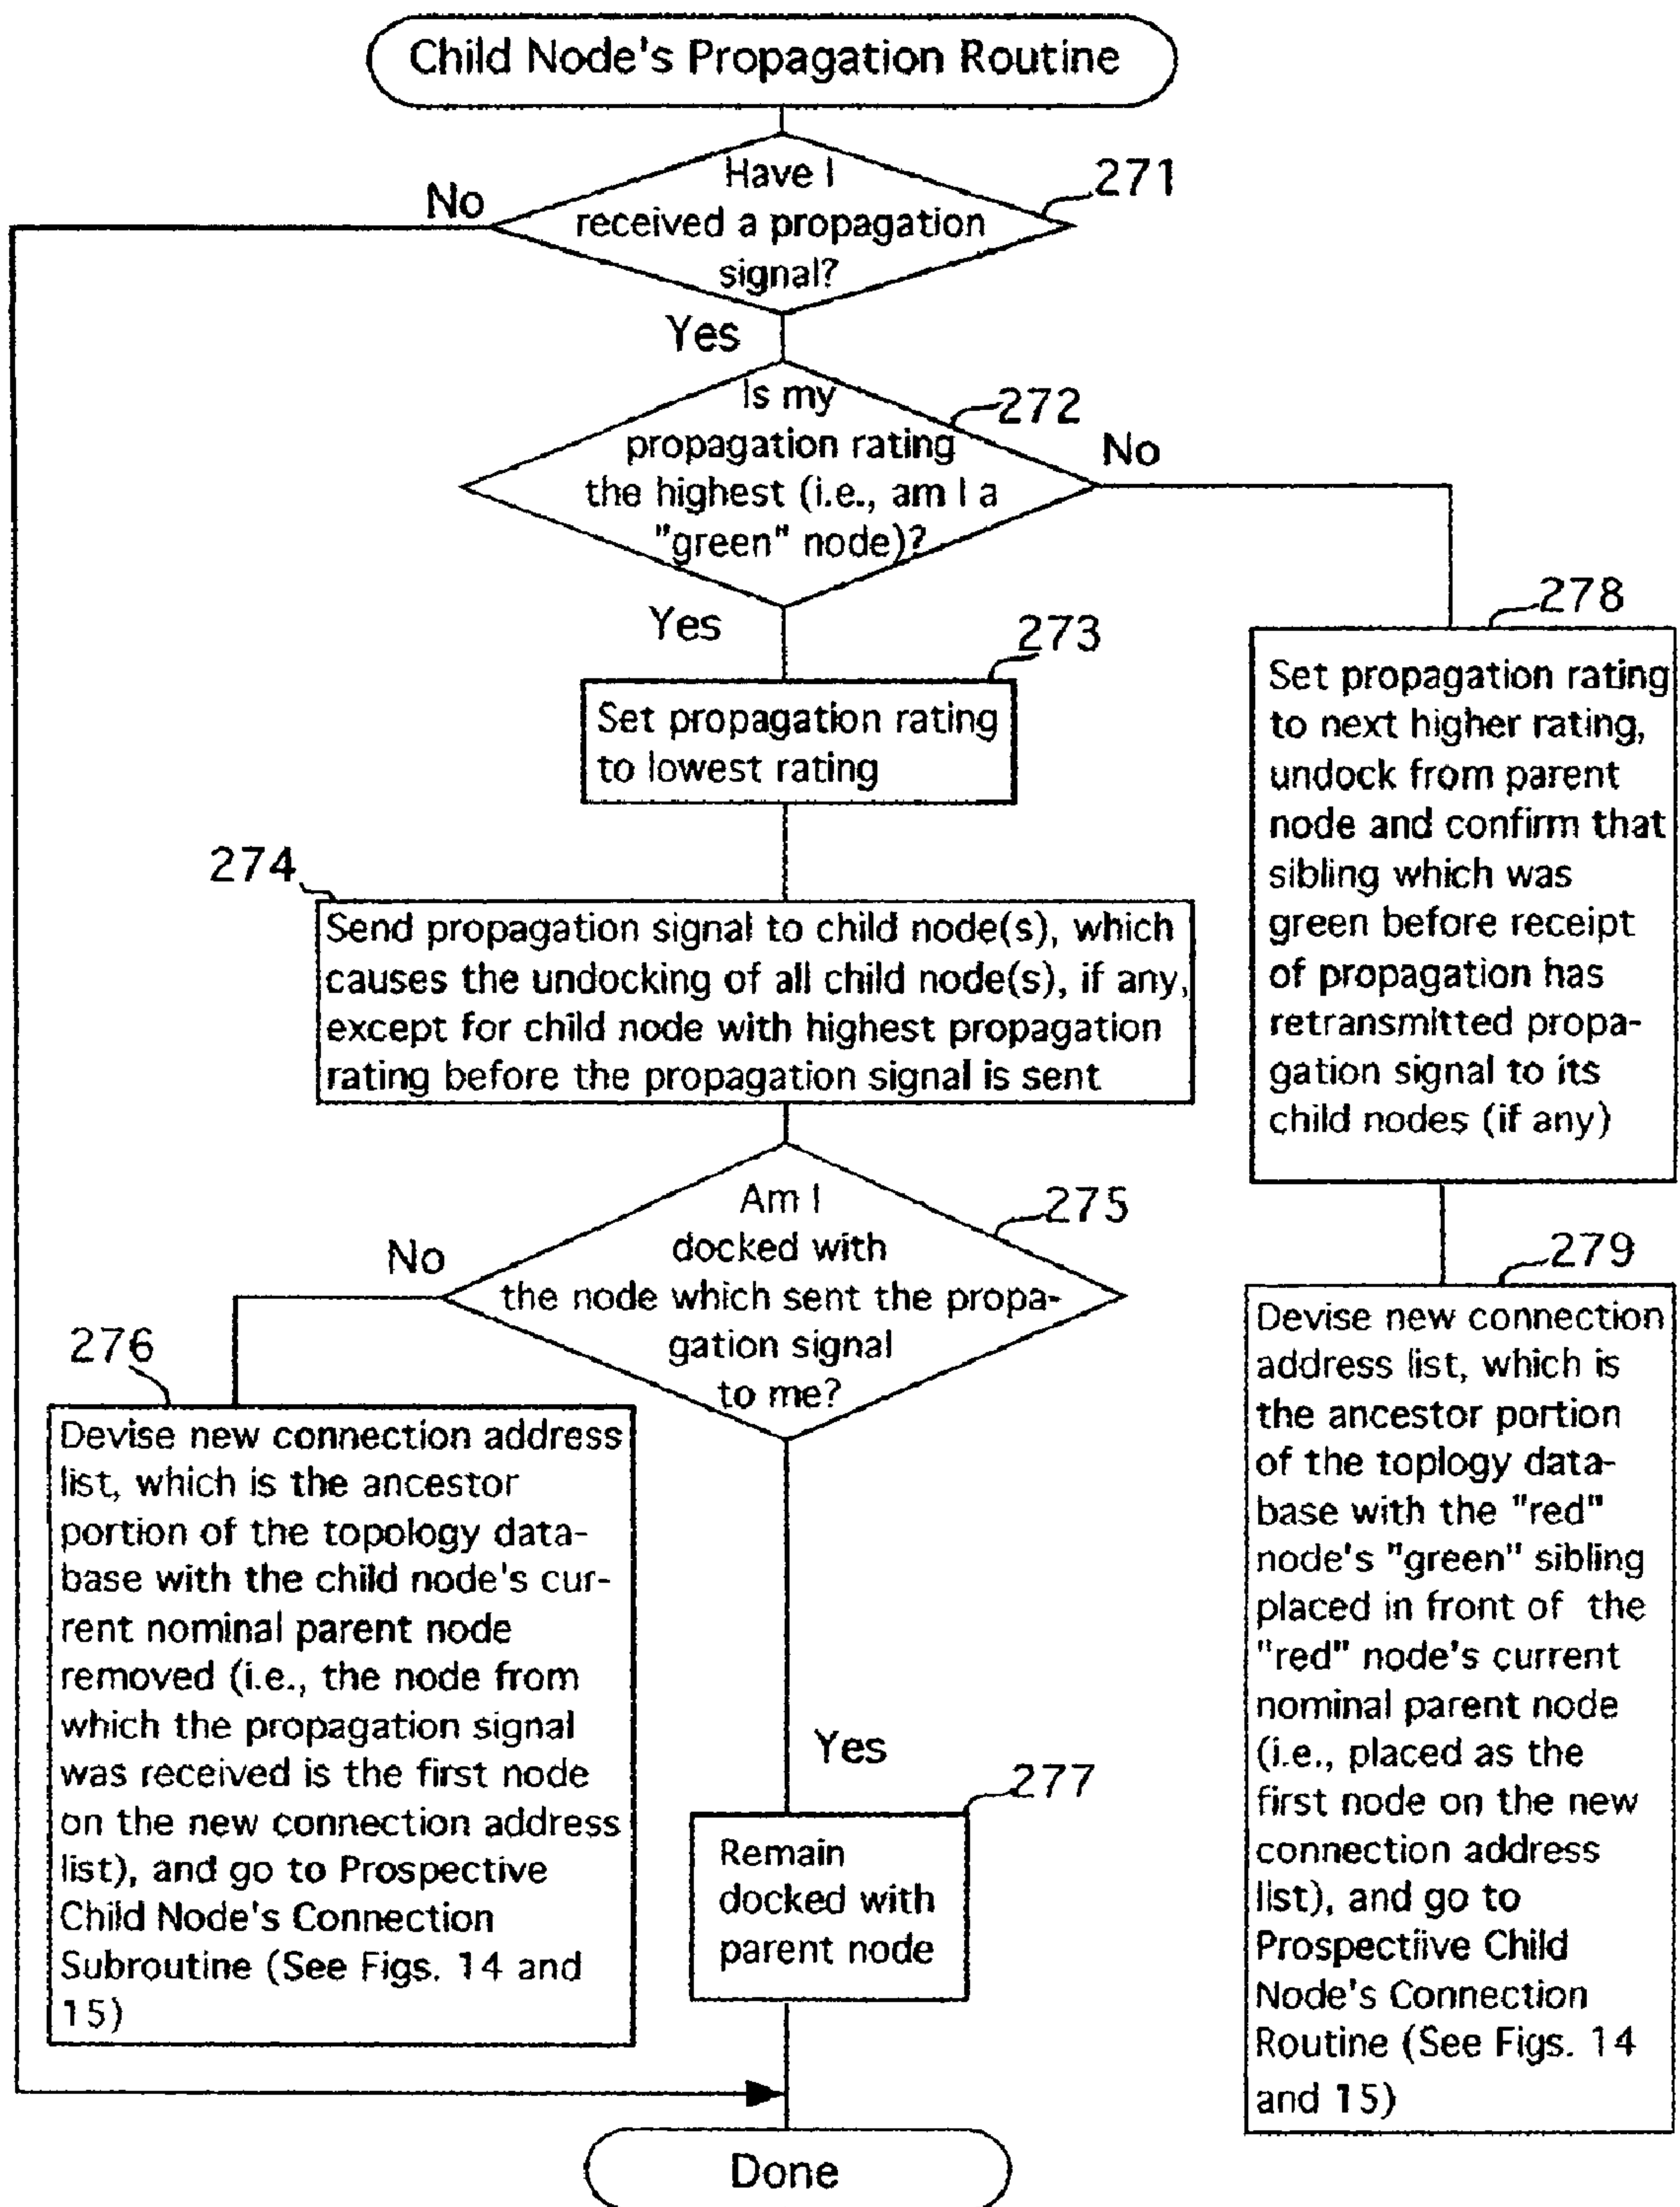 Child Node's Propagation Routine
Have I
received a propagation
signal?
271
No
Yes
Is my
propagation rating
the highest (i.e., am I a
"green" node)?
272
No
Yes
273
Set propagation rating
to lowest rating
278
Set propagation rating
to next higher rating,
undock from parent
node and confirm that
sibling which was
green before receipt
of propagation has
retransmitted propa-
gation signal to its
child nodes (if any)
274
Send propagation signal to child node(s), which
causes the undocking of all child node(s), if any,
except for child node with highest propagation
rating before the propagation signal is sent
Am I
docked with
the node which sent the propa-
gation signal
to me?
275
No
276
Devise new connection address
list, which is the ancestor
portion of the topology data-
base with the child node's cur-
rent nominal parent node
removed (i.e., the node from
which the propagation signal
was received is the first node
on the new connection address
list), and go to Prospective
Child Node's Connection
Subroutine (See Figs. 14 and
15)
Yes
277
Remain
docked with
parent node
279
Devise new connection
address list, which is
the ancestor portion
of the toplogy data-
base with the "red"
node's "green" sibling
placed in front of the
"red" node's current
nominal parent node
(i.e., placed as the
first node on the new
connection address
list), and go to
Prospectiive Child
Node's Connection
Routine (See Figs. 14
and 15)
Done